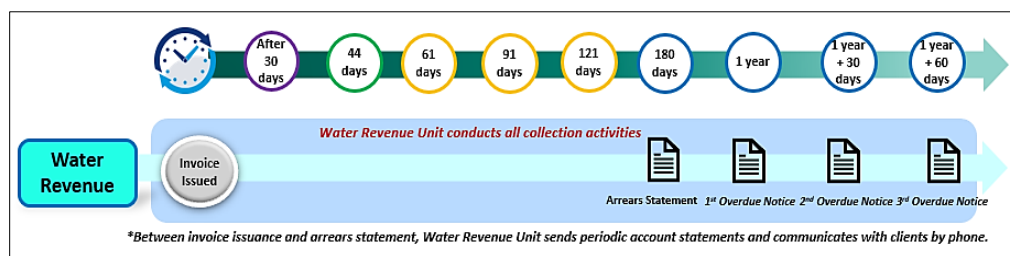 After
30
days
44
days
61
days
91
days
121
days
180
days
1 year
1 year
+ 30
days
1 year
+ 60
days
Water Revenue Unit conducts all collection activities
Water
Revenue
Invoice
Issued
Arrears Statement 1st Overdue Notice 2nd Overdue Notice 3rd Overdue Notice
*Between invoice issuance and arrears statement, Water Revenue Unit sends periodic account statements and communicates with clients by phone.